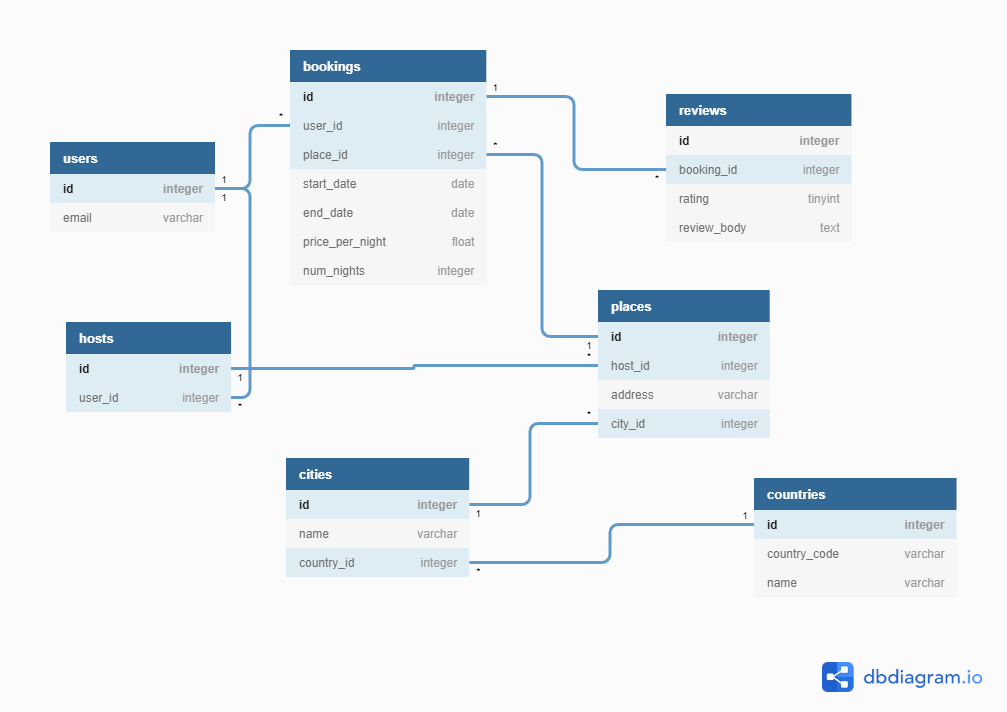 bookings
id integer
user_id integer
place_id integer
start_date date
end_date date
price_per_night float
num_nights integer
1
*
*
reviews
id integer
booking_id integer
rating tinyint
review_body text
*
users
id integer
email varchar
1
1
hosts
id integer
user_id integer
1
*
places
id integer
host_id integer
address varchar
city_id integer
1
*
*
cities
id integer
name varchar
country_id integer
1
*
countries
id integer
country_code varchar
name varchar
1
dbdiagram.io